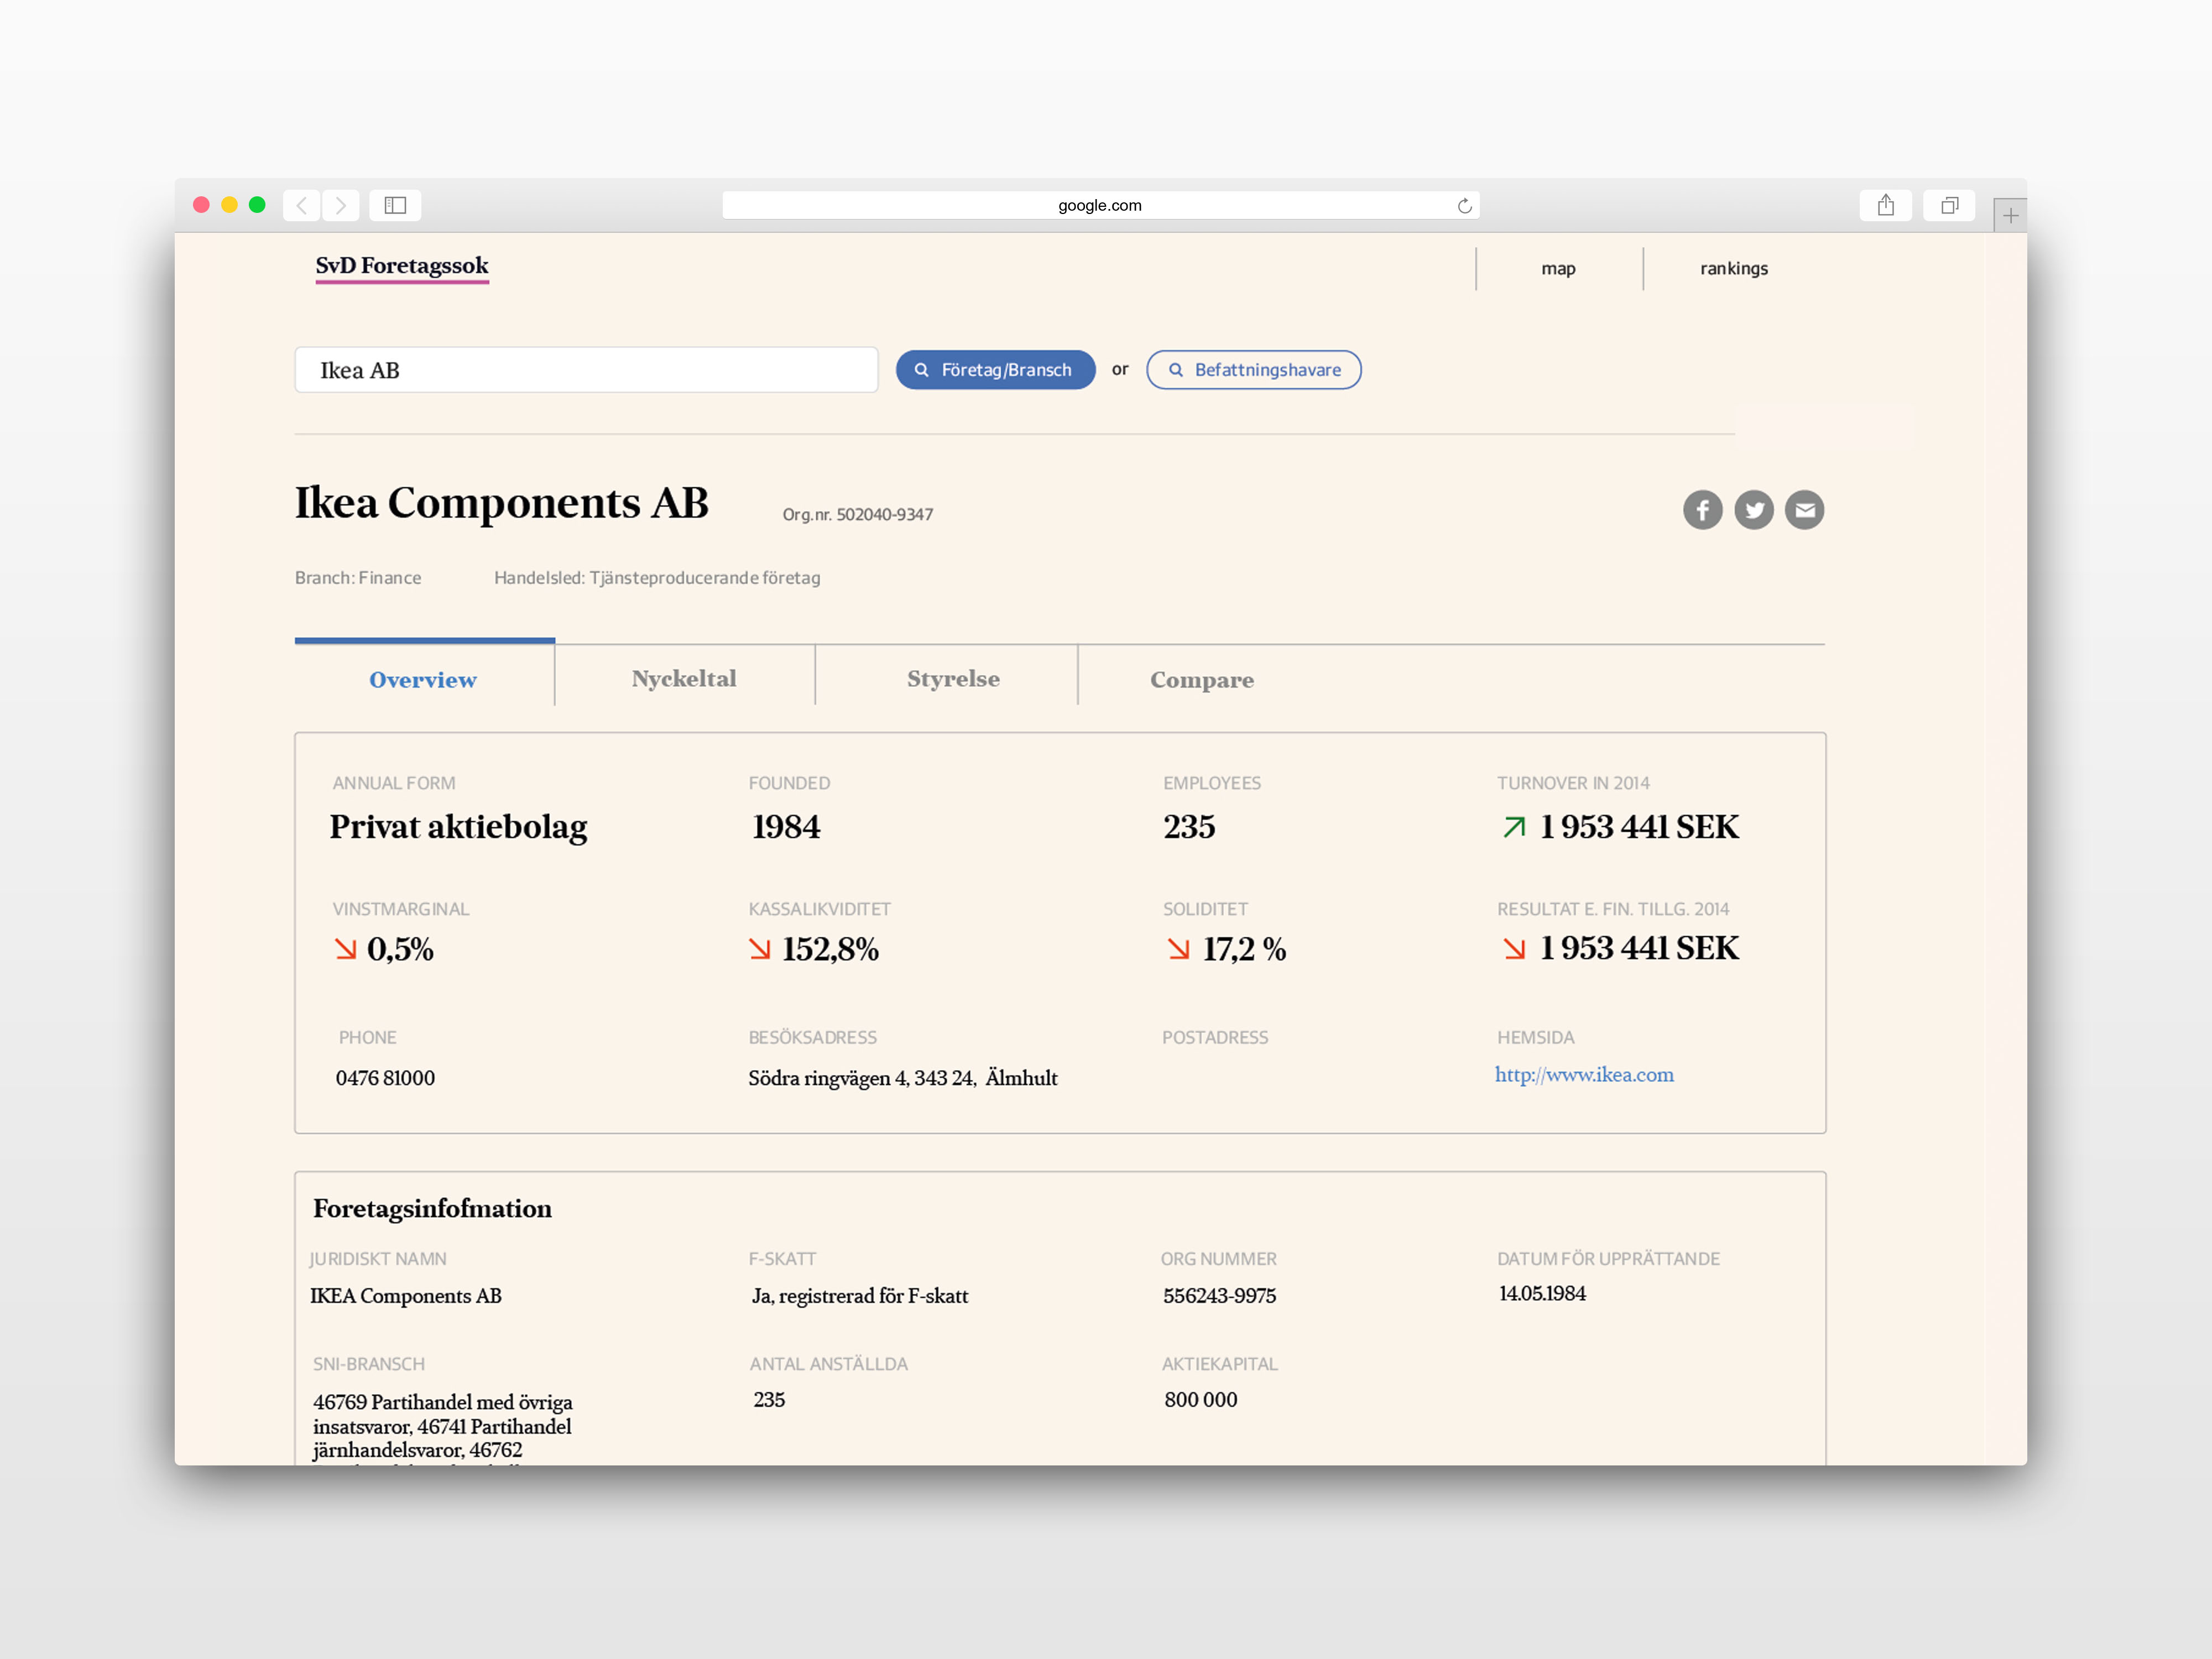 google.com
SvD Foretagssok
map
rankings
Ikea AB
Företag/Bransch
or
Befattningshavare
Ikea Components AB
Org.nr. 502040-9347
Branch: Finance
Handelsled: Tjänsteproducerande företag
Overview
Nyckeltal
Styrelse
Compare
ANNUAL FORM
Privat aktiebolag
FOUNDED
1984
EMPLOYEES
235
TURNOVER IN 2014
1 953 441 SEK
VINSTMARGINAL
0,5%
KASSALIKVIDITET
152,8%
SOLIDITET
17,2 %
RESULTAT E. FIN. TILLG. 2014
1 953 441 SEK
PHONE
0476 81000
BESÖKSADRESS
Södra ringvägen 4, 343 24, Älmhult
POSTADRESS
HEMSIDA
http://www.ikea.com
Foretagsinfofmation
JURIDISKT NAMN
IKEA Components AB
F-SKATT
Ja, registrerad för F-skatt
ORG NUMMER
556243-9975
DATUM FÖR UPPRÄTTANDE
14.05.1984
SNI-BRANSCH
46769 Partihandel med övriga
insatsvaror, 46741 Partihandel
järnhandelsvaror, 46762
ANTAL ANSTÄLLDA
235
AKTIEKAPITAL
800 000